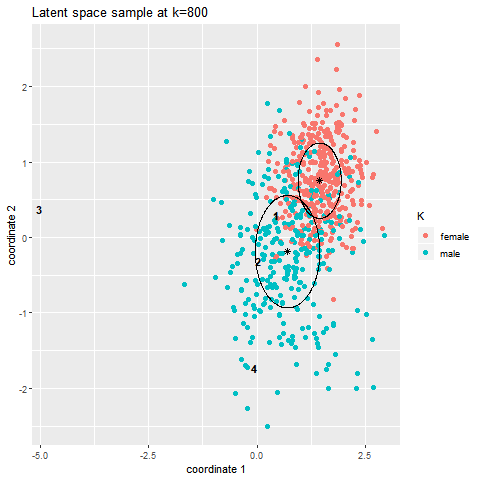 Latent space sample at k=800
coordinate 2
2
1
0
-1
-2
3
1
2
4
-5.0
-2.5
0.0
2.5
coordinate 1
K
female
male